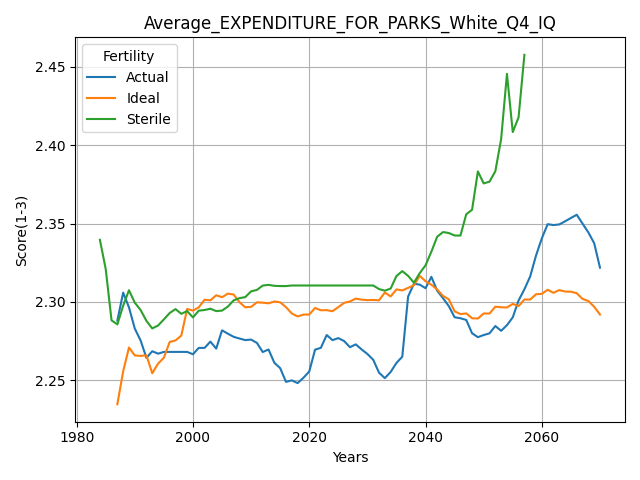 Average_EXPENDITURE_FOR_PARKS_White_Q4_IQ
Fertility
Actual
Ideal
Sterile
Score(1-3)
2.45
2.40
2.35
2.30
2.25
1980 2000 2020 2040 2060
Years